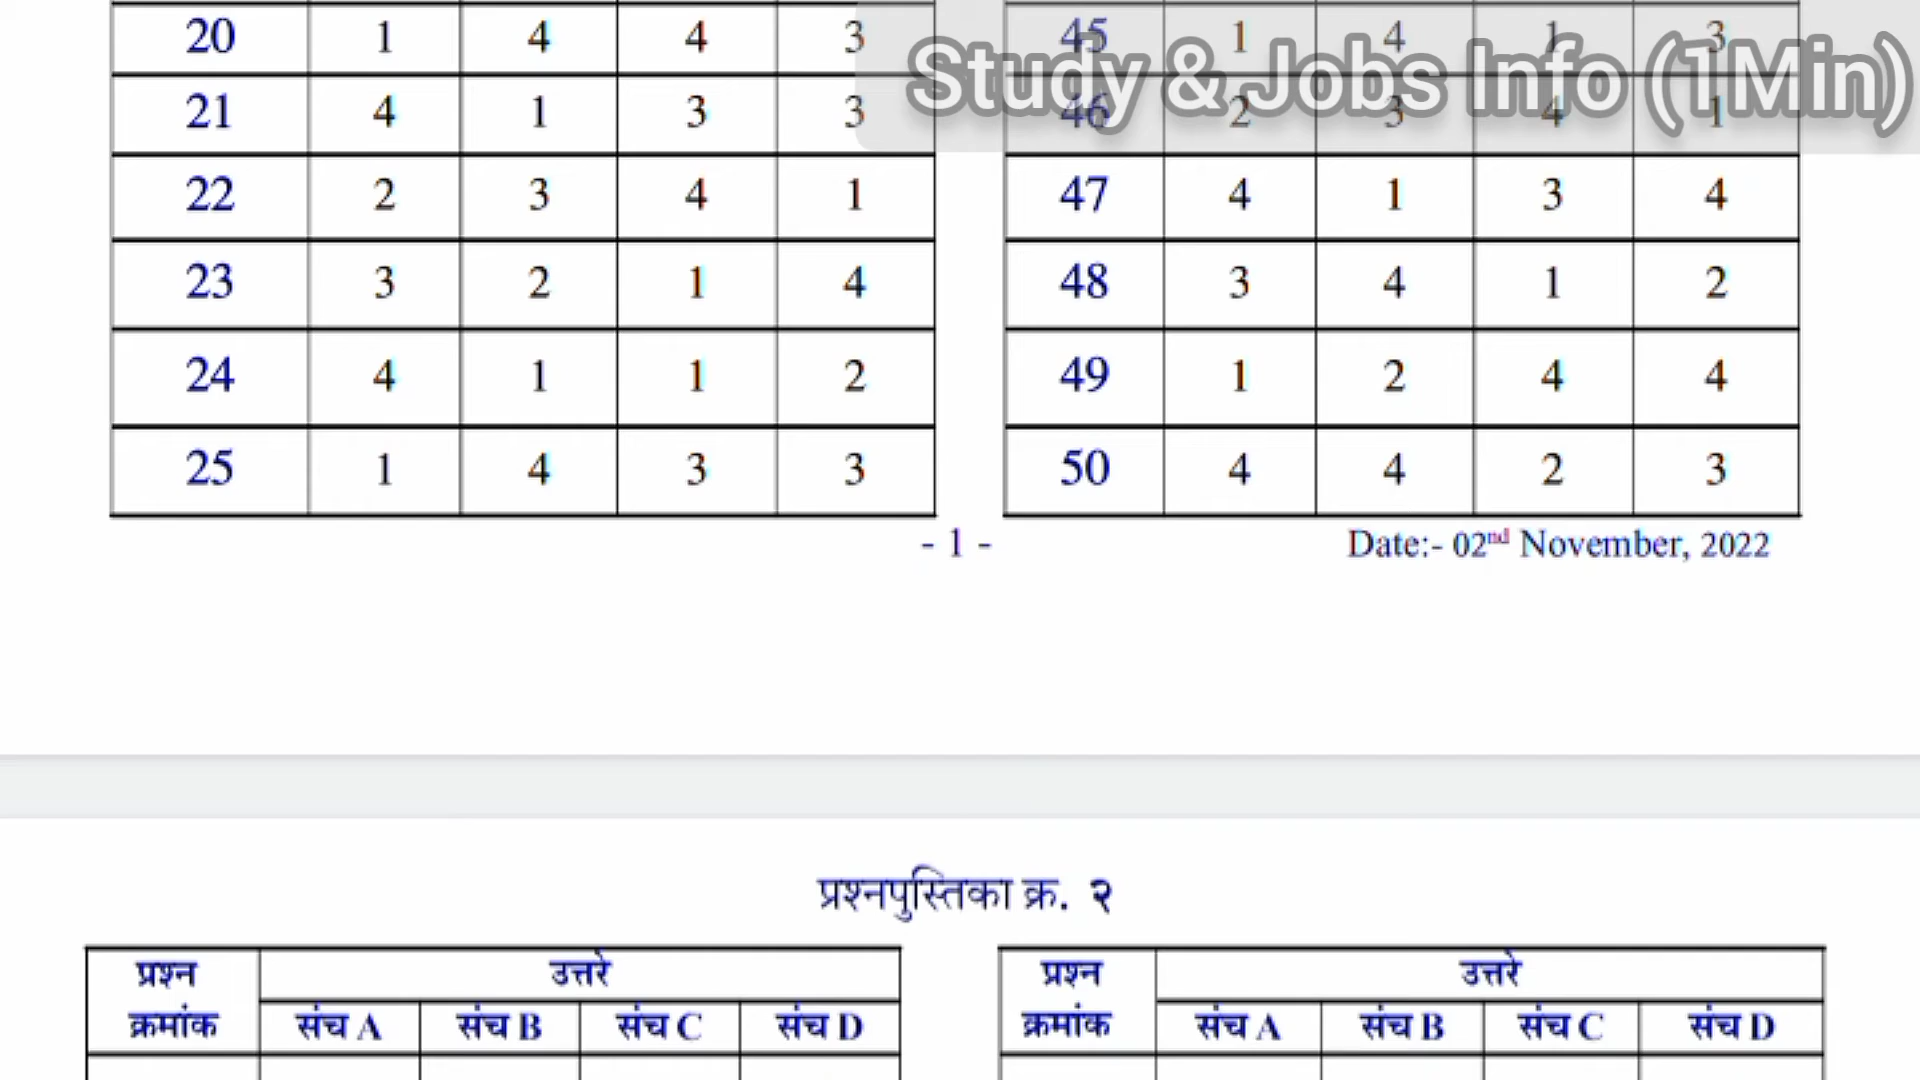 20 1 4 4 3
21 4 1 3 3
22 2 3 4 1
23 3 2 1 4
24 4 1 1 2
25 1 4 3 3
45 1 4 1 3
46 2 3 4 1
47 4 1 3 4
48 3 4 1 2
49 1 2 4 4
50 4 4 2 3
Study & Jobs Info (1Min)
- 1 -
Date:- 02nd November, 2022
प्रश्नपुस्तिका क्र. २
प्रश्न क्रमांक
उत्तरे
संच A संच B संच C संच D
प्रश्न क्रमांक
उत्तरे
संच A संच B संच C संच D